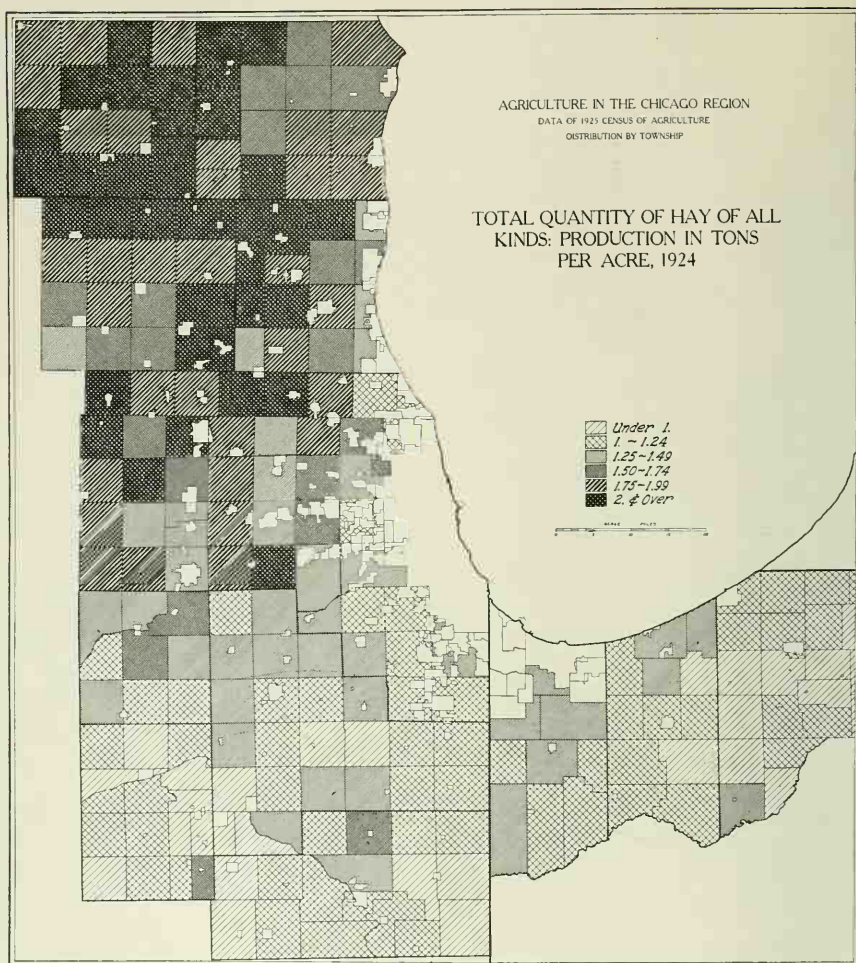 AGRICULTURE IN THE CHICAGO REGION
DATA OF 1925 CENSUS OF AGRICULTURE
DISTRIBUTION BY TOWNSHIP
TOTAL QUANTITY OF HAY OF ALL
KINDS: PRODUCTION IN TONS
PER ACRE, 1924
Under 1.
1. ~ 1.24
1.25~1.49
1.50~1.74
1.75~1.99
2. & Over
SCALE MILES